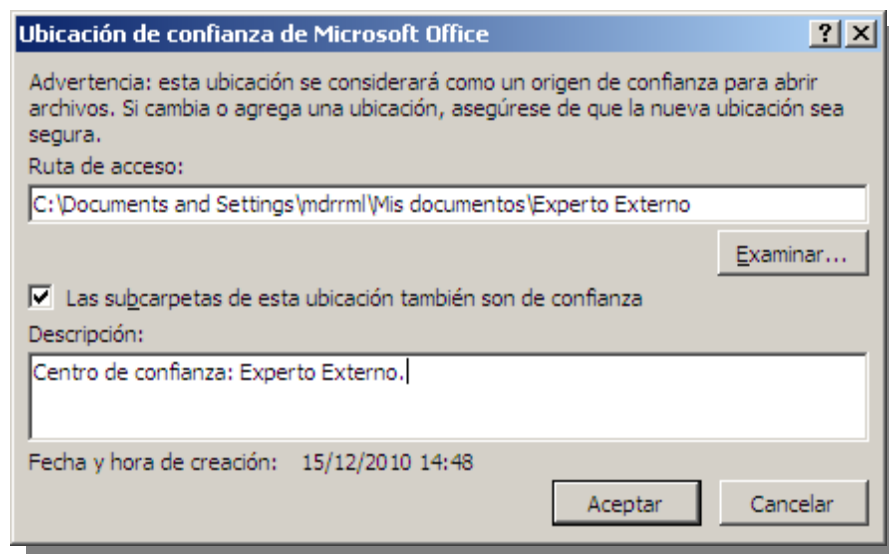 Ubicación de confianza de Microsoft Office
Advertencia: esta ubicación se considerará como un origen de confianza para abrir
archivos. Si cambia o agrega una ubicación, asegúrese de que la nueva ubicación sea
segura.
Ruta de acceso:
C:\Documents and Settings\mdrrml\Mis documentos\Experto Externo
Examinar...
Las subcarpetas de esta ubicación también son de confianza
Descripción:
Centro de confianza: Experto Externo.
Fecha y hora de creación: 15/12/2010 14:48
Aceptar Cancelar